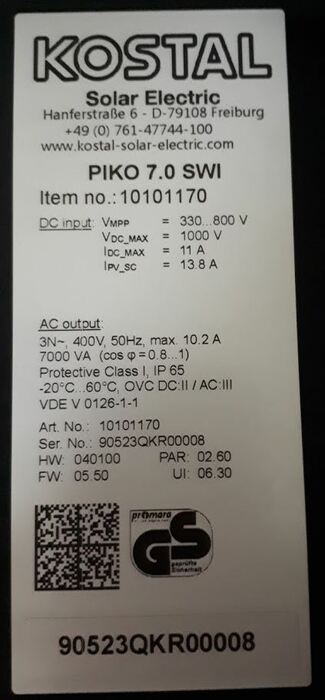 KOSTAL
Solar Electric
Hanferstraße 6 - D-79108 Freiburg
+49 (0) 761-47744-100
www.kostal-solar-electric.com
PIKO 7.0 SWI
Item no.: 10101170
DC input: VMPP = 330...800 V
VDC_MAX = 1000 V
IDC_MAX = 11 A
IPV_SC = 13.8 A
AC output:
3N~, 400V, 50Hz, max. 10.2 A
7000 VA (cos φ = 0.8...1)
Protective Class I, IP 65
-20°C...60°C, OVC DC:II / AC:III
VDE V 0126-1-1
Art. No.: 10101170
Ser. No.: 90523QKR00008
HW: 040100 PAR: 02.60
FW: 05.50 UI: 06.30
GS
geprüfte
Sicherheit
90523QKR00008